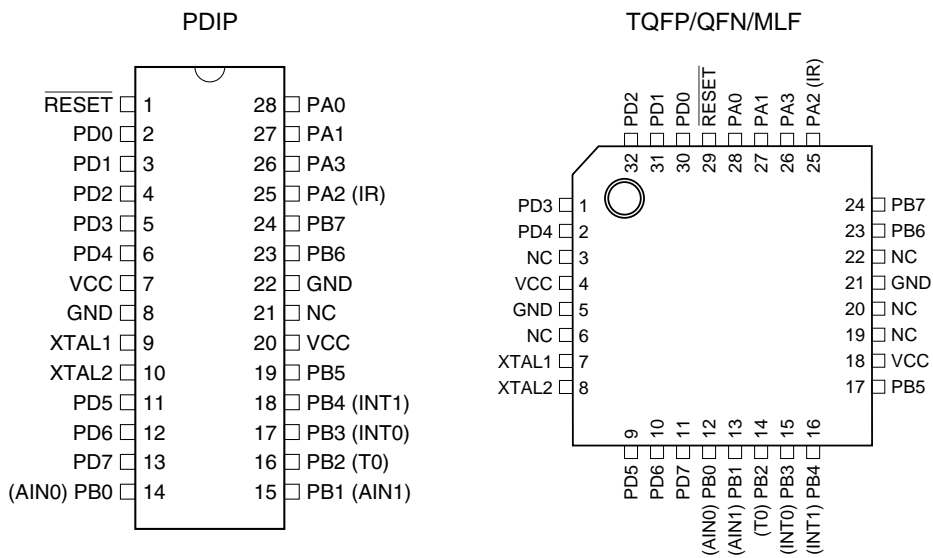 PDIP
RESET 1
PD0 2
PD1 3
PD2 4
PD3 5
PD4 6
VCC 7
GND 8
XTAL1 9
XTAL2 10
PD5 11
PD6 12
PD7 13
(AIN0) PB0 14
28 PA0
27 PA1
26 PA3
25 PA2 (IR)
24 PB7
23 PB6
22 GND
21 NC
20 VCC
19 PB5
18 PB4 (INT1)
17 PB3 (INT0)
16 PB2 (T0)
15 PB1 (AIN1)
TQFP/QFN/MLF
32 PD2
31 PD1
30 PD0
29 RESET
28 PA0
27 PA1
26 PA3
25 PA2 (IR)
PD3 1
PD4 2
NC 3
VCC 4
GND 5
NC 6
XTAL1 7
XTAL2 8
24 PB7
23 PB6
22 NC
21 GND
20 NC
19 NC
18 VCC
17 PB5
PD5 9
PD6 10
PD7 11
(AIN0) PB0 12
(AIN1) PB1 13
(T0) PB2 14
(INT0) PB3 15
(INT1) PB4 16